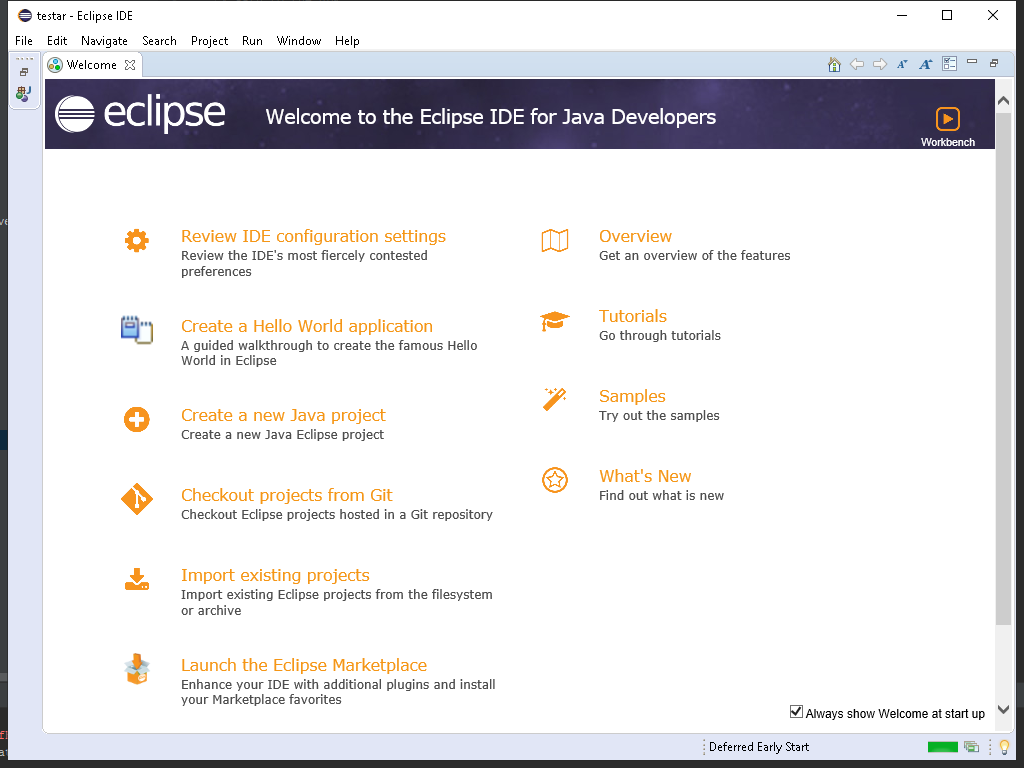 testar - Eclipse IDE
File Edit Navigate Search Project Run Window Help
Welcome
eclipse
Welcome to the Eclipse IDE for Java Developers
Workbench
Review IDE configuration settings
Review the IDE's most fiercely contested
preferences
Create a Hello World application
A guided walkthrough to create the famous Hello
World in Eclipse
Create a new Java project
Create a new Java Eclipse project
Checkout projects from Git
Checkout Eclipse projects hosted in a Git repository
Import existing projects
Import existing Eclipse projects from the filesystem
or archive
Launch the Eclipse Marketplace
Enhance your IDE with additional plugins and install
your Marketplace favorites
Overview
Get an overview of the features
Tutorials
Go through tutorials
Samples
Try out the samples
What's New
Find out what is new
Always show Welcome at start up
Deferred Early Start